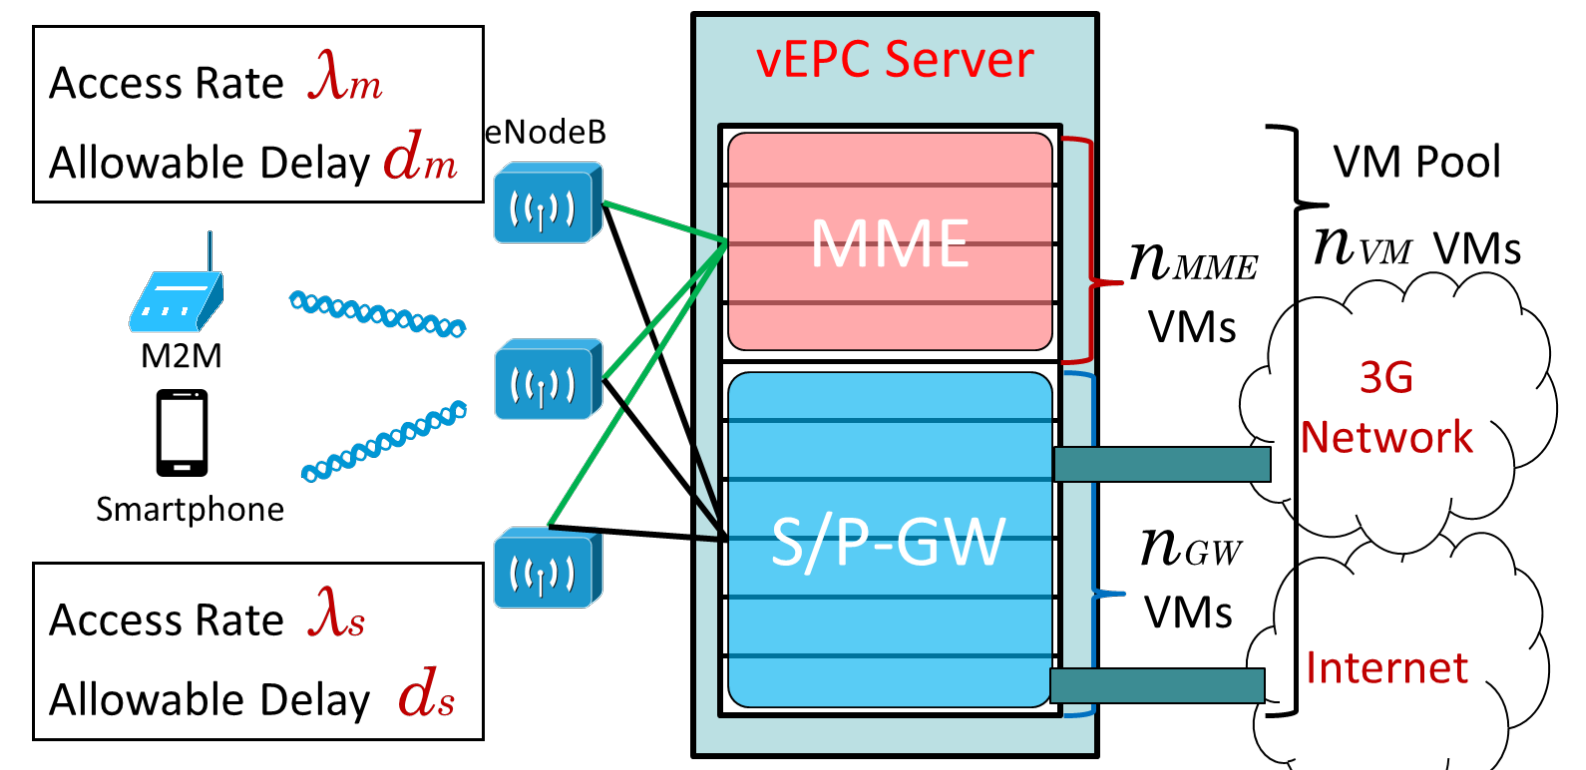 Access Rate λm
Allowable Delay dm
eNodeB
M2M
Smartphone
Access Rate λs
Allowable Delay ds
vEPC Server
MME
S/P-GW
nMME
VMs
nGW
VMs
VM Pool
nVM VMs
3G
Network
Internet